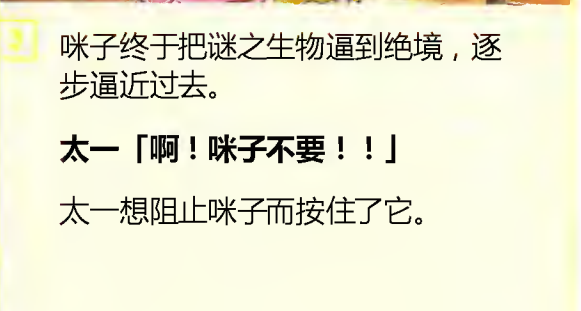 咪子终于把谜之生物逼到绝境，逐
步逼近过去。
太一「啊！咪子不要！！」
太一想阻止咪子而按住了它。